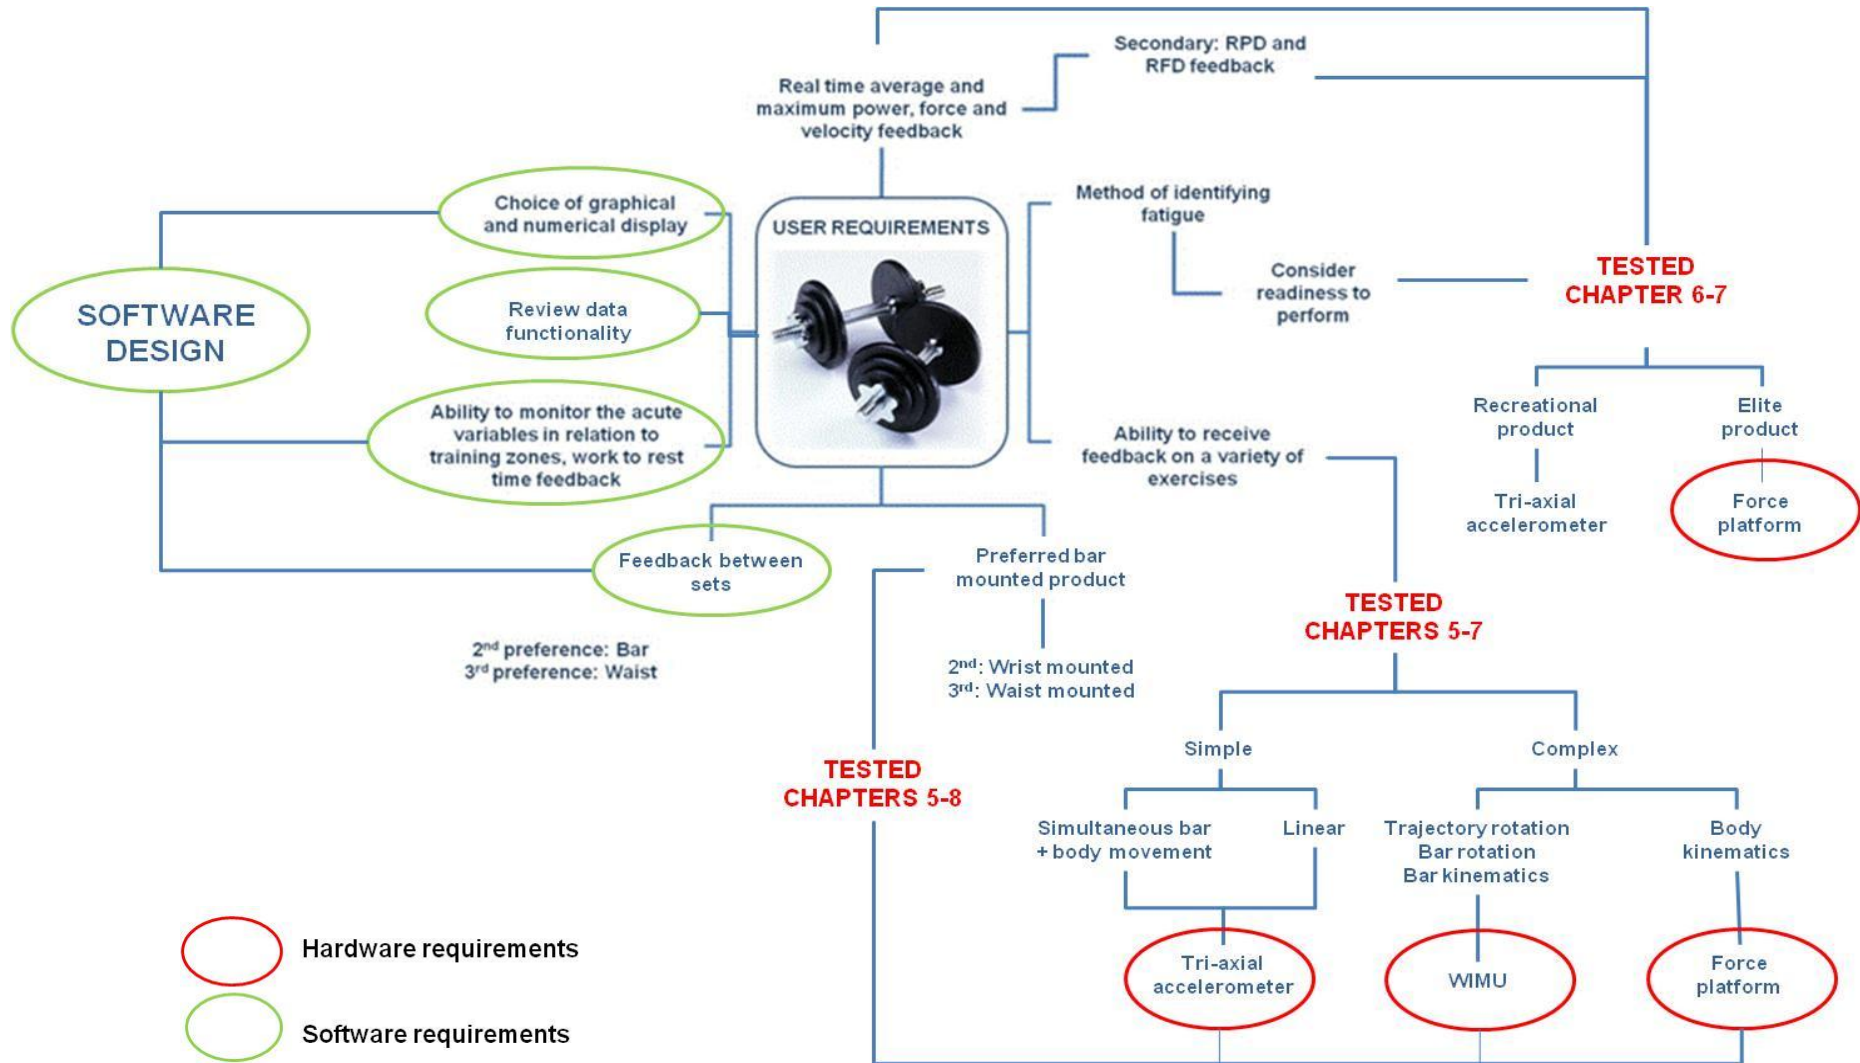 Secondary: RPD and
RFD feedback
Real time average and
maximum power, force and
velocity feedback
Choice of graphical
and numerical display
Method of identifying
fatigue
USER REQUIREMENTS
SOFTWARE
DESIGN
Review data
functionality
Consider
readiness to
perform
TESTED
CHAPTER 6-7
Ability to monitor the acute
variables in relation to
training zones, work to rest
time feedback
Ability to receive
feedback on a variety of
exercises
Recreational
product
Elite
product
Tri-axial
accelerometer
Force
platform
Feedback between
sets
Preferred bar
mounted product
TESTED
CHAPTERS 5-7
2nd preference: Bar
3rd preference: Waist
2nd: Wrist mounted
3rd: Waist mounted
TESTED
CHAPTERS 5-8
Simple
Complex
Simultaneous bar
+ body movement
Linear
Trajectory rotation
Bar rotation
Bar kinematics
Body
kinematics
Tri-axial
accelerometer
WIMU
Force
platform
Hardware requirements
Software requirements